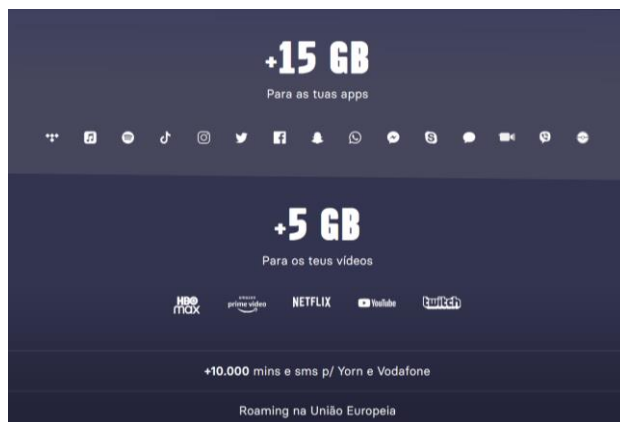 +15 GB
Para as tuas apps
+5 GB
Para os teus vídeos
HBO max
amazon prime video
NETFLIX
YouTube
twitch
+10.000 mins e sms p/ Yorn e Vodafone
Roaming na União Europeia